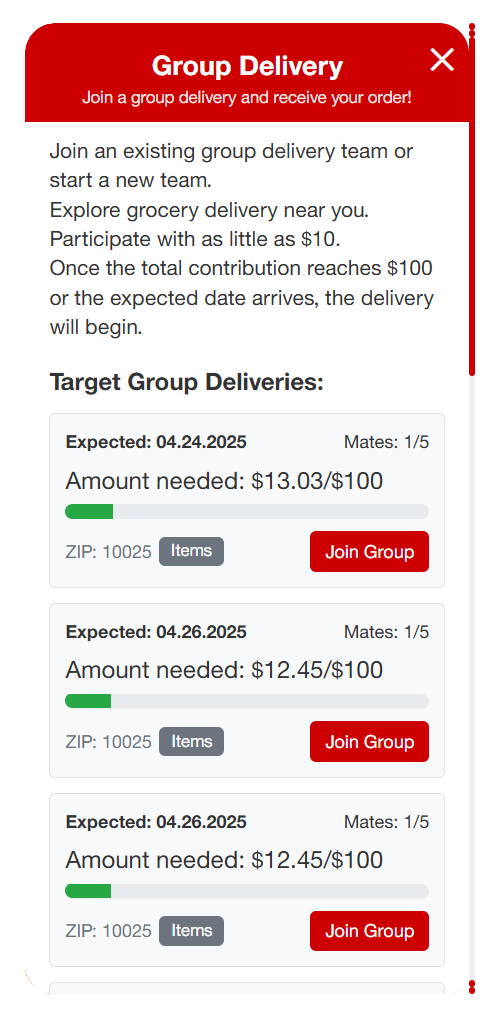 Group Delivery
Join a group delivery and receive your order!
Join an existing group delivery team or
start a new team.
Explore grocery delivery near you.
Participate with as little as $10.
Once the total contribution reaches $100
or the expected date arrives, the delivery
will begin.
Target Group Deliveries:
Expected: 04.24.2025 Mates: 1/5
Amount needed: $13.03/$100
ZIP: 10025 Items Join Group
Expected: 04.26.2025 Mates: 1/5
Amount needed: $12.45/$100
ZIP: 10025 Items Join Group
Expected: 04.26.2025 Mates: 1/5
Amount needed: $12.45/$100
ZIP: 10025 Items Join Group